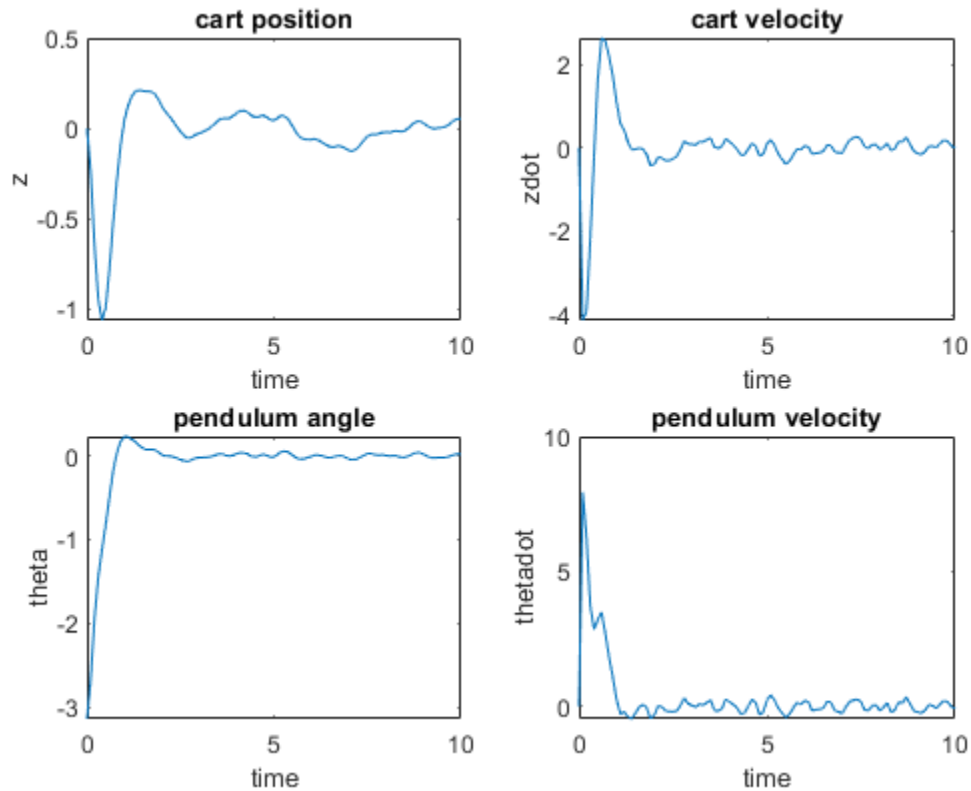 cart position
0.5
0
-0.5
-1
z
0
5
10
time
cart velocity
2
0
-2
-4
zdot
0
5
10
time
pendulum angle
0
-1
-2
-3
theta
0
5
10
time
pendulum velocity
10
5
0
thetadot
0
5
10
time